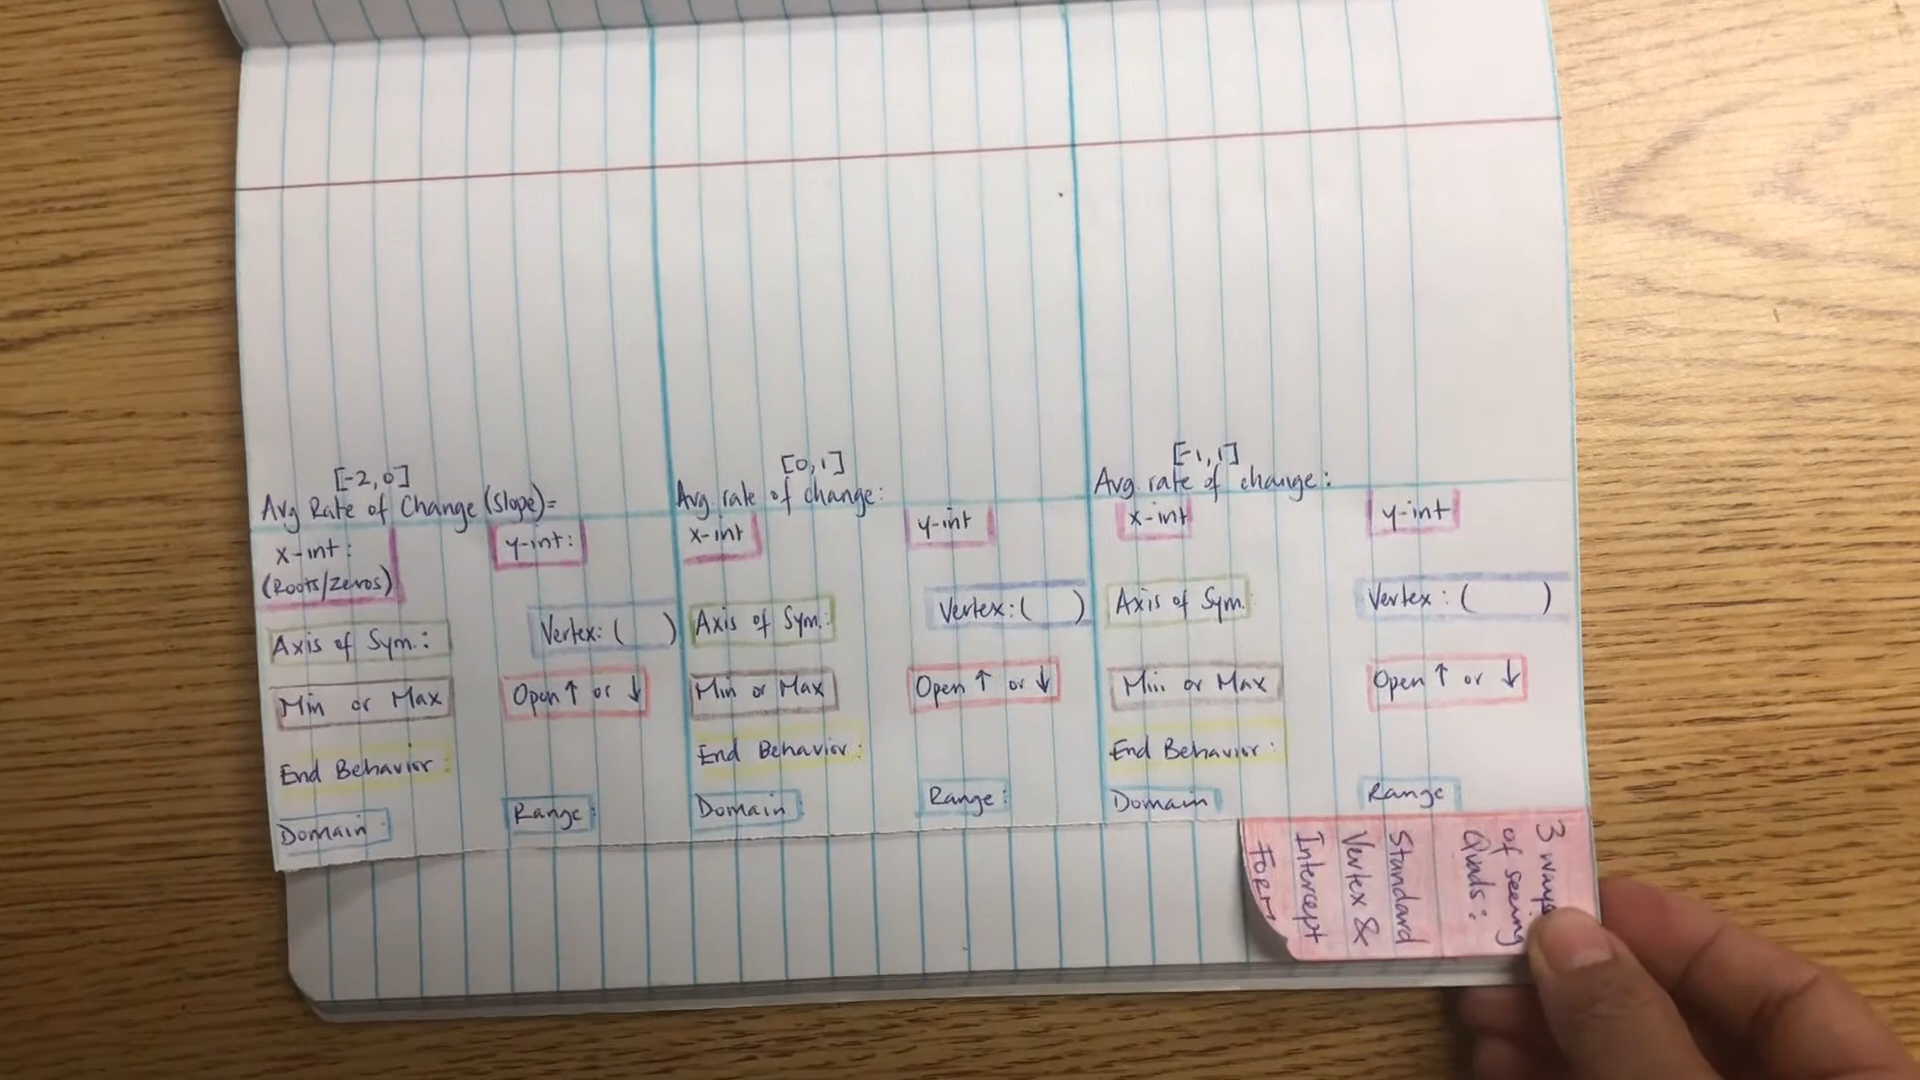 [-2, 0]
Avg Rate of Change (slope)=
x-int:
(Roots/zeros)
y-int:
Axis of Sym.:
Vertex: ( )
Min or Max
Open ↑ or ↓
End Behavior:
Domain:
Range:
[0, 1]
Avg. rate of change:
x-int
y-int
Axis of Sym.:
Vertex: ( )
Min or Max
Open ↑ or ↓
End Behavior:
Domain:
Range:
[-1, 1]
Avg. rate of change:
x-int
y-int
Axis of Sym.
Vertex: ( )
Min or Max
Open ↑ or ↓
End Behavior:
Domain
Range
3 ways
of seeing
Quads:
Standard
Vertex &
Intercept
FORM